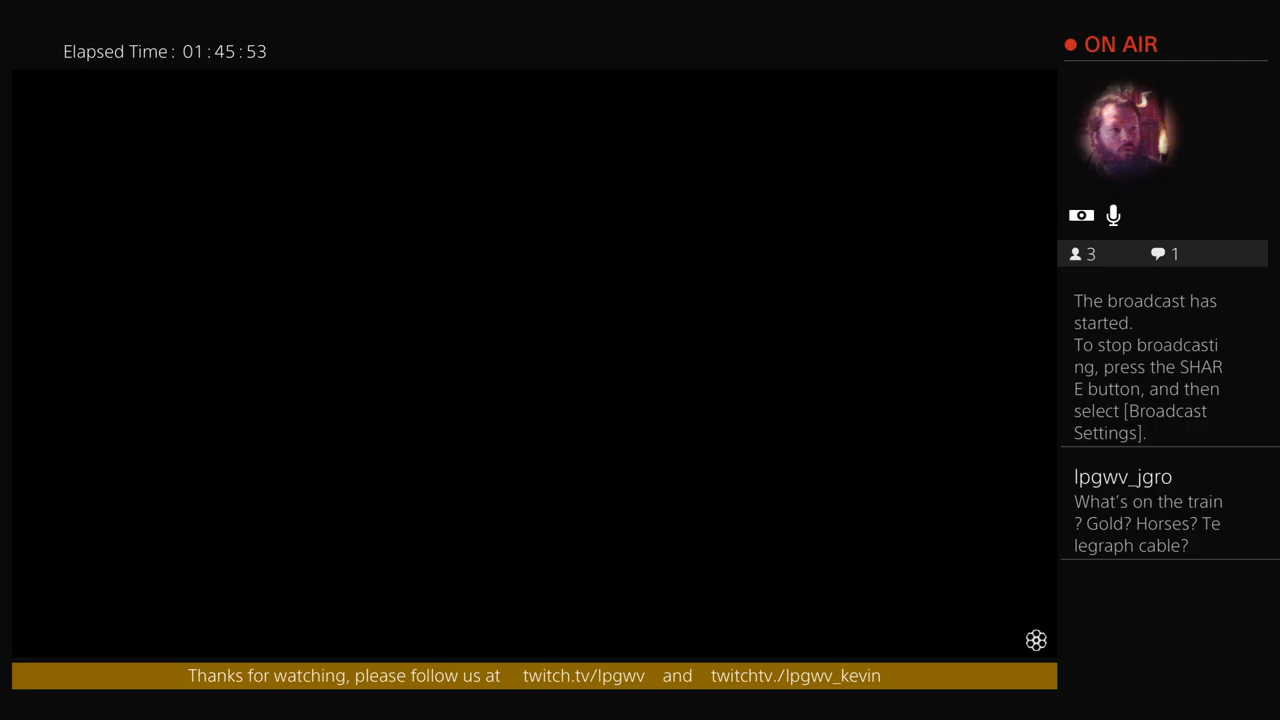 Elapsed Time: 01:45:53
ON AIR
3 1
The broadcast has
started.
To stop broadcasti
ng, press the SHAR
E button, and then
select [Broadcast
Settings].
lpgwv_jgro
What's on the train
? Gold? Horses? Te
legraph cable?
Thanks for watching, please follow us at twitch.tv/lpgwv and twitchtv./lpgwv_kevin